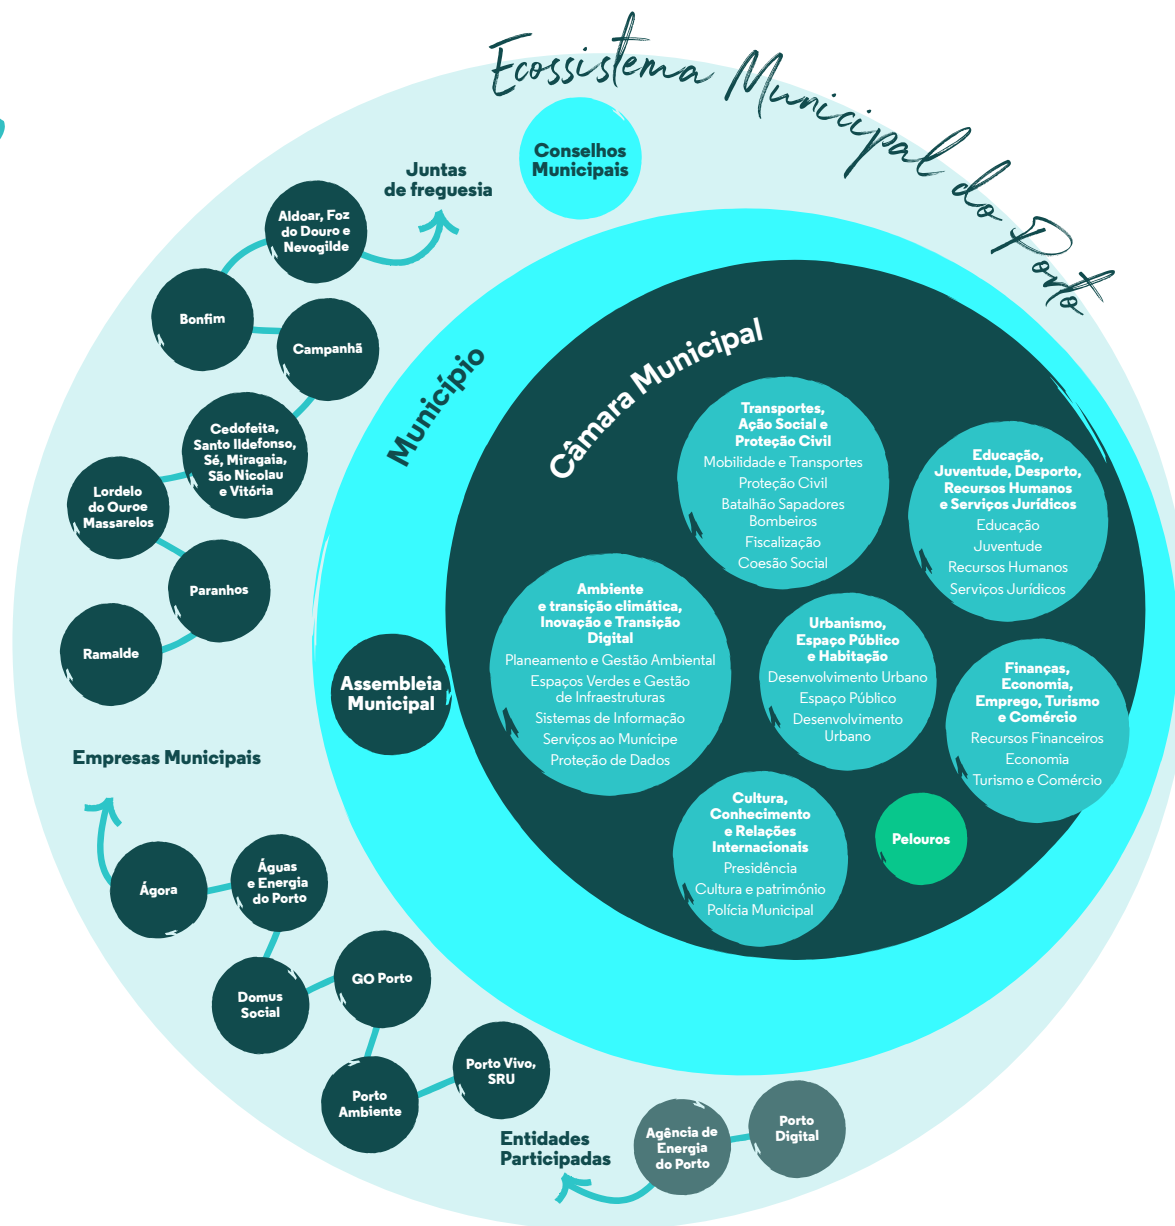 Ecossistema Municipal do Porto
Conselhos
Municipais
Juntas
de freguesia
Aldoar, Foz
do Douro e
Nevogilde
Bonfim
Campanhã
Cedofeita,
Santo Ildefonso,
Sé, Miragaia,
São Nicolau
e Vitória
Lordelo
do Ouroe
Massarelos
Paranhos
Ramalde
Município
Câmara Municipal
Transportes,
Ação Social e
Proteção Civil
Mobilidade e Transportes
Proteção Civil
Batalhão Sapadores
Bombeiros
Fiscalização
Coesão Social
Educação,
Juventude, Desporto,
Recursos Humanos
e Serviços Jurídicos
Educação
Juventude
Recursos Humanos
Serviços Jurídicos
Ambiente
e transição climática,
Inovação e Transição
Digital
Planeamento e Gestão Ambiental
Espaços Verdes e Gestão
de Infraestruturas
Sistemas de Informação
Serviços ao Munícipe
Proteção de Dados
Urbanismo,
Espaço Público
e Habitação
Desenvolvimento Urbano
Espaço Público
Desenvolvimento
Urbano
Finanças,
Economia,
Emprego, Turismo
e Comércio
Recursos Financeiros
Economia
Turismo e Comércio
Cultura,
Conhecimento
e Relações
Internacionais
Presidência
Cultura e património
Polícia Municipal
Pelouros
Assembleia
Municipal
Empresas Municipais
Ágora
Águas
e Energia
do Porto
Domus
Social
GO Porto
Porto
Ambiente
Porto Vivo,
SRU
Entidades
Participadas
Agência de
Energia
do Porto
Porto
Digital